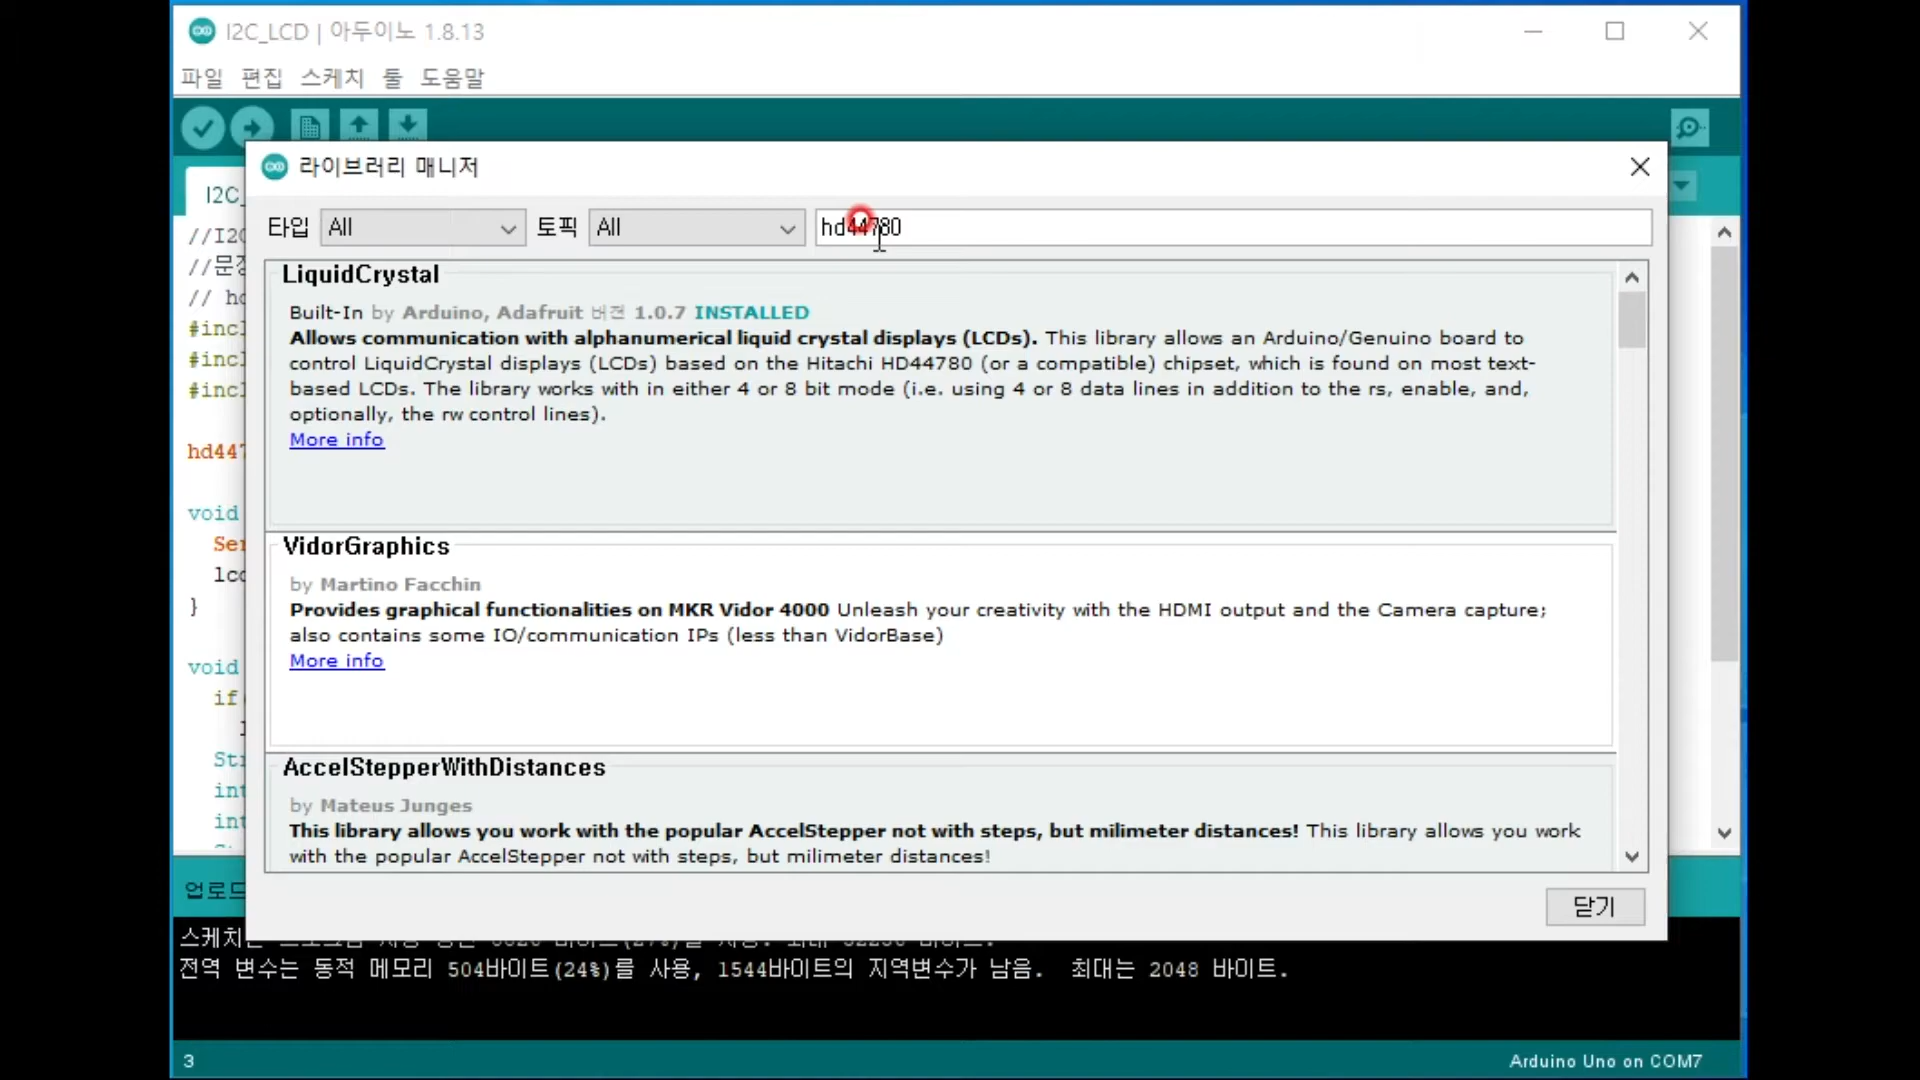 I2C_LCD | 아두이노 1.8.13
파일 편집 스케치 툴 도움말
라이브러리 매니저
타입 All 토픽 All hd44780
I2C_
//I2C
//문장
// hd
#incl
#incl
#incl
hd447
void
Ser
lcd
}
void
if(
Str
int
int
LiquidCrystal
Built-In by Arduino, Adafruit 버전 1.0.7 INSTALLED
Allows communication with alphanumerical liquid crystal displays (LCDs). This library allows an Arduino/Genuino board to
control LiquidCrystal displays (LCDs) based on the Hitachi HD44780 (or a compatible) chipset, which is found on most text-
based LCDs. The library works with in either 4 or 8 bit mode (i.e. using 4 or 8 data lines in addition to the rs, enable, and,
optionally, the rw control lines).
More info
VidorGraphics
by Martino Facchin
Provides graphical functionalities on MKR Vidor 4000 Unleash your creativity with the HDMI output and the Camera capture;
also contains some IO/communication IPs (less than VidorBase)
More info
AccelStepperWithDistances
by Mateus Junges
This library allows you work with the popular AccelStepper not with steps, but milimeter distances! This library allows you work
with the popular AccelStepper not with steps, but milimeter distances!
닫기
업로드
스케치는
전역 변수는 동적 메모리 504바이트(24%)를 사용, 1544바이트의 지역변수가 남음. 최대는 2048 바이트.
3
Arduino Uno on COM7